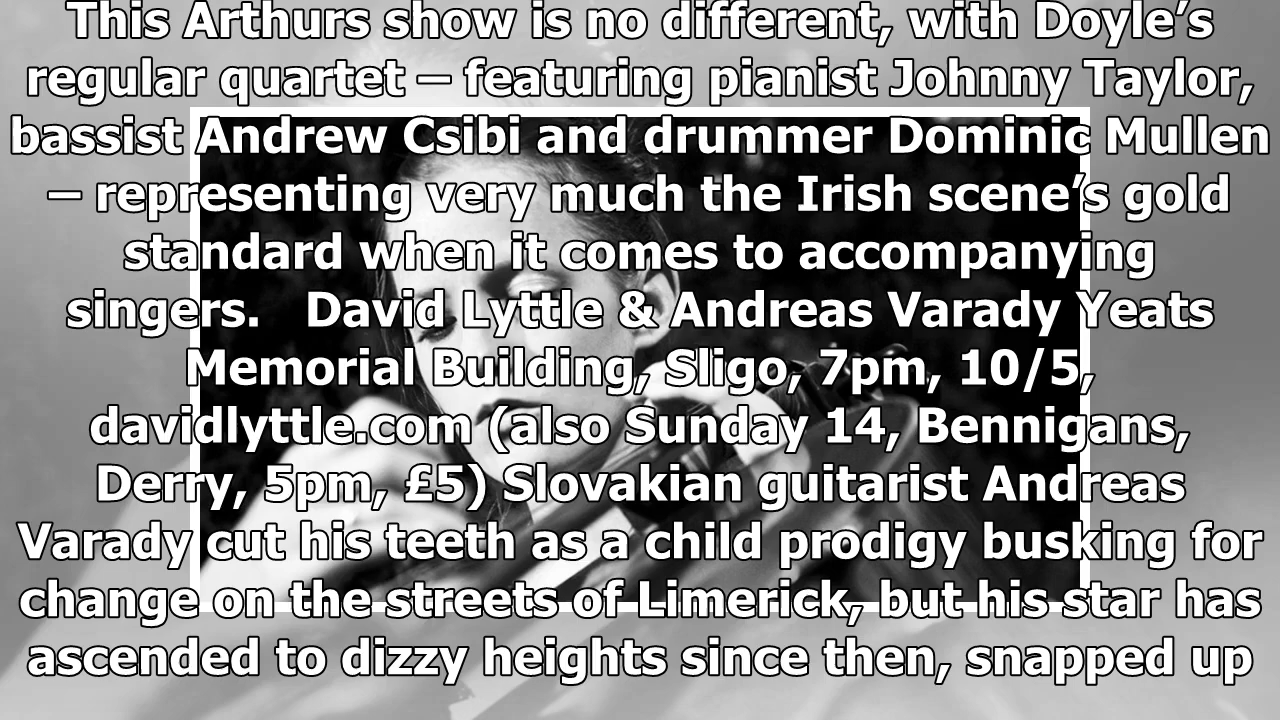 This Arthurs show is no different, with Doyle’s
regular quartet – featuring pianist Johnny Taylor,
bassist Andrew Csibi and drummer Dominic Mullen
– representing very much the Irish scene’s gold
standard when it comes to accompanying
singers.   David Lyttle & Andreas Varady Yeats
Memorial Building, Sligo, 7pm, 10/5,
davidlyttle.com (also Sunday 14, Bennigans,
Derry, 5pm, £5) Slovakian guitarist Andreas
Varady cut his teeth as a child prodigy busking for
change on the streets of Limerick, but his star has
ascended to dizzy heights since then, snapped up